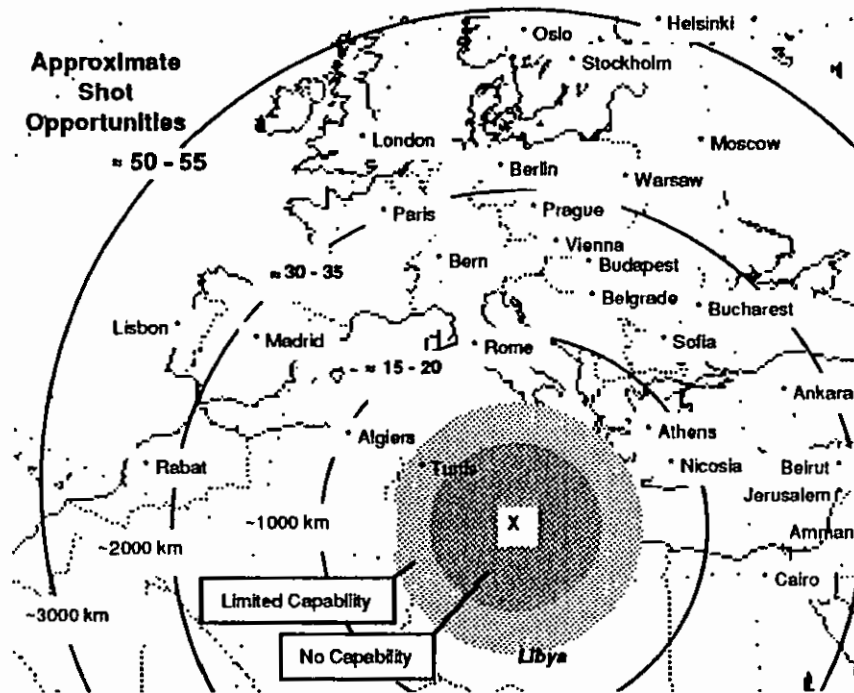 Helsinki
Oslo
Approximate
Shot
Opportunities
≈ 50 - 55
Stockholm
London
Moscow
Berlin
Warsaw
Paris
Prague
Vienna
≈ 30 - 35
Bern
Budapest
Belgrade
Bucharest
Lisbon
Madrid
Rome
Sofia
≈ 15 - 20
Ankara
Algiers
Athens
Rabat
Tunis
Nicosia
Beirut
Jerusalem
~1000 km
X
~2000 km
Amman
Cairo
Limited Capability
~3000 km
No Capability
Libya